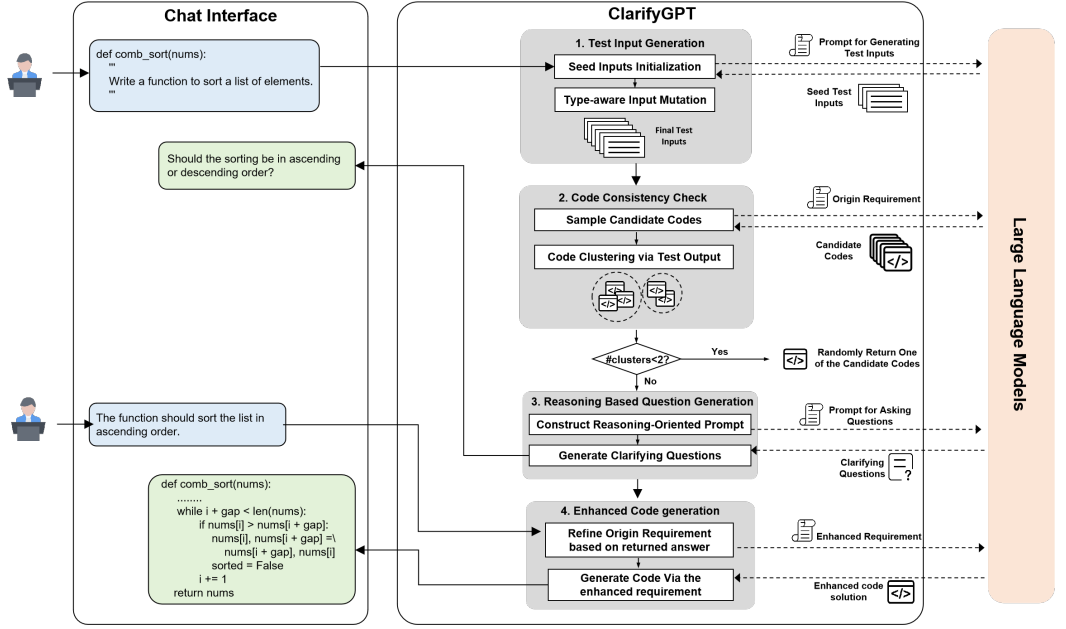 Chat Interface
def comb_sort(nums):
'''
Write a function to sort a list of elements.
'''
Should the sorting be in ascending
or descending order?
The function should sort the list in
ascending order.
def comb_sort(nums):
........
while i + gap < len(nums):
if nums[i] > nums[i + gap]:
nums[i], nums[i + gap] =\
nums[i + gap], nums[i]
sorted = False
i += 1
return nums
ClarifyGPT
1. Test Input Generation
Seed Inputs Initialization
Type-aware Input Mutation
Final Test
Inputs
Prompt for Generating
Test Inputs
Seed Test
Inputs
2. Code Consistency Check
Sample Candidate Codes
Code Clustering via Test Output
</>
</>
</>
</>
</>
Origin Requirement
Candidate
Codes
</>
#clusters<2?
Yes
</>
Randomly Return One
of the Candidate Codes
No
3. Reasoning Based Question Generation
Construct Reasoning-Oriented Prompt
Generate Clarifying Questions
Prompt for Asking
Questions
Clarifying
Questions
?
4. Enhanced Code generation
Refine Origin Requirement
based on returned answer
Generate Code Via the
enhanced requirement
Enhanced Requirement
Enhanced code
solution
</>
Large Language Models